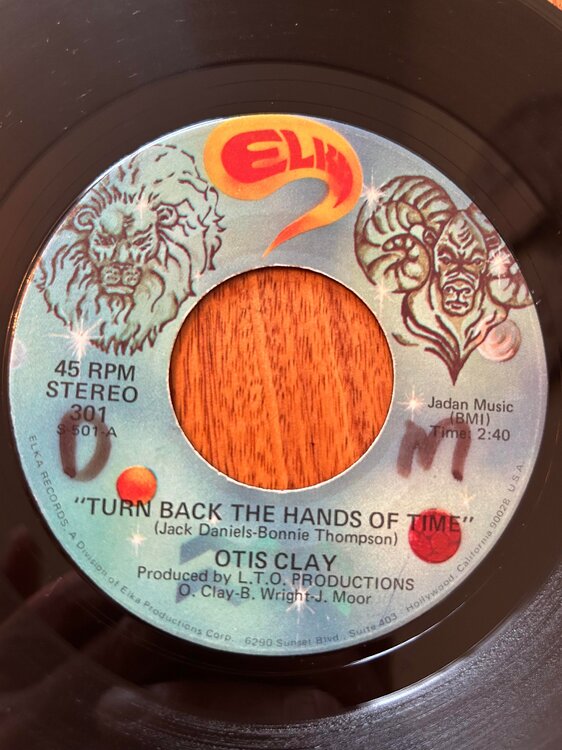 ELKA
45 RPM
STEREO
301
S-501-A
Jadan Music
(BMI)
Time: 2:40
D
M
"TURN BACK THE HANDS OF TIME"
(Jack Daniels-Bonnie Thompson)
OTIS CLAY
Produced by L.T.O. PRODUCTIONS
O. Clay-B. Wright-J. Moor
ELKA RECORDS, A Division of Elka Productions Corp. 6290 Sunset Blvd., Suite 403, Hollywood, California 90028 U.S.A.